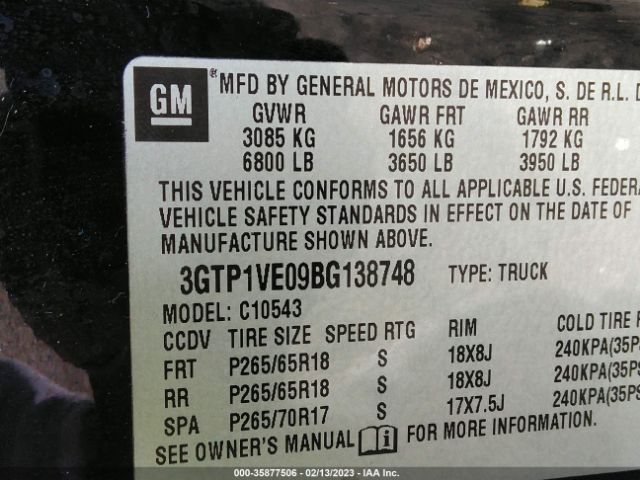 GM ® MFD BY GENERAL MOTORS DE MEXICO, S. DE R.L. D
GVWR GAWR FRT GAWR RR
3085 KG 1656 KG 1792 KG
6800 LB 3650 LB 3950 LB
THIS VEHICLE CONFORMS TO ALL APPLICABLE U.S. FEDERA
VEHICLE SAFETY STANDARDS IN EFFECT ON THE DATE OF
MANUFACTURE SHOWN ABOVE.
3GTP1VE09BG138748 TYPE: TRUCK
MODEL: C10543
CCDV TIRE SIZE SPEED RTG RIM COLD TIRE
FRT P265/65R18 S 18X8J 240KPA(35PS
RR P265/65R18 S 18X8J 240KPA(35PS
SPA P265/70R17 S 17X7.5J 240KPA(35PS
SEE OWNER'S MANUAL i FOR MORE INFORMATION.
000-35877506 - 02/13/2023 - IAA Inc.